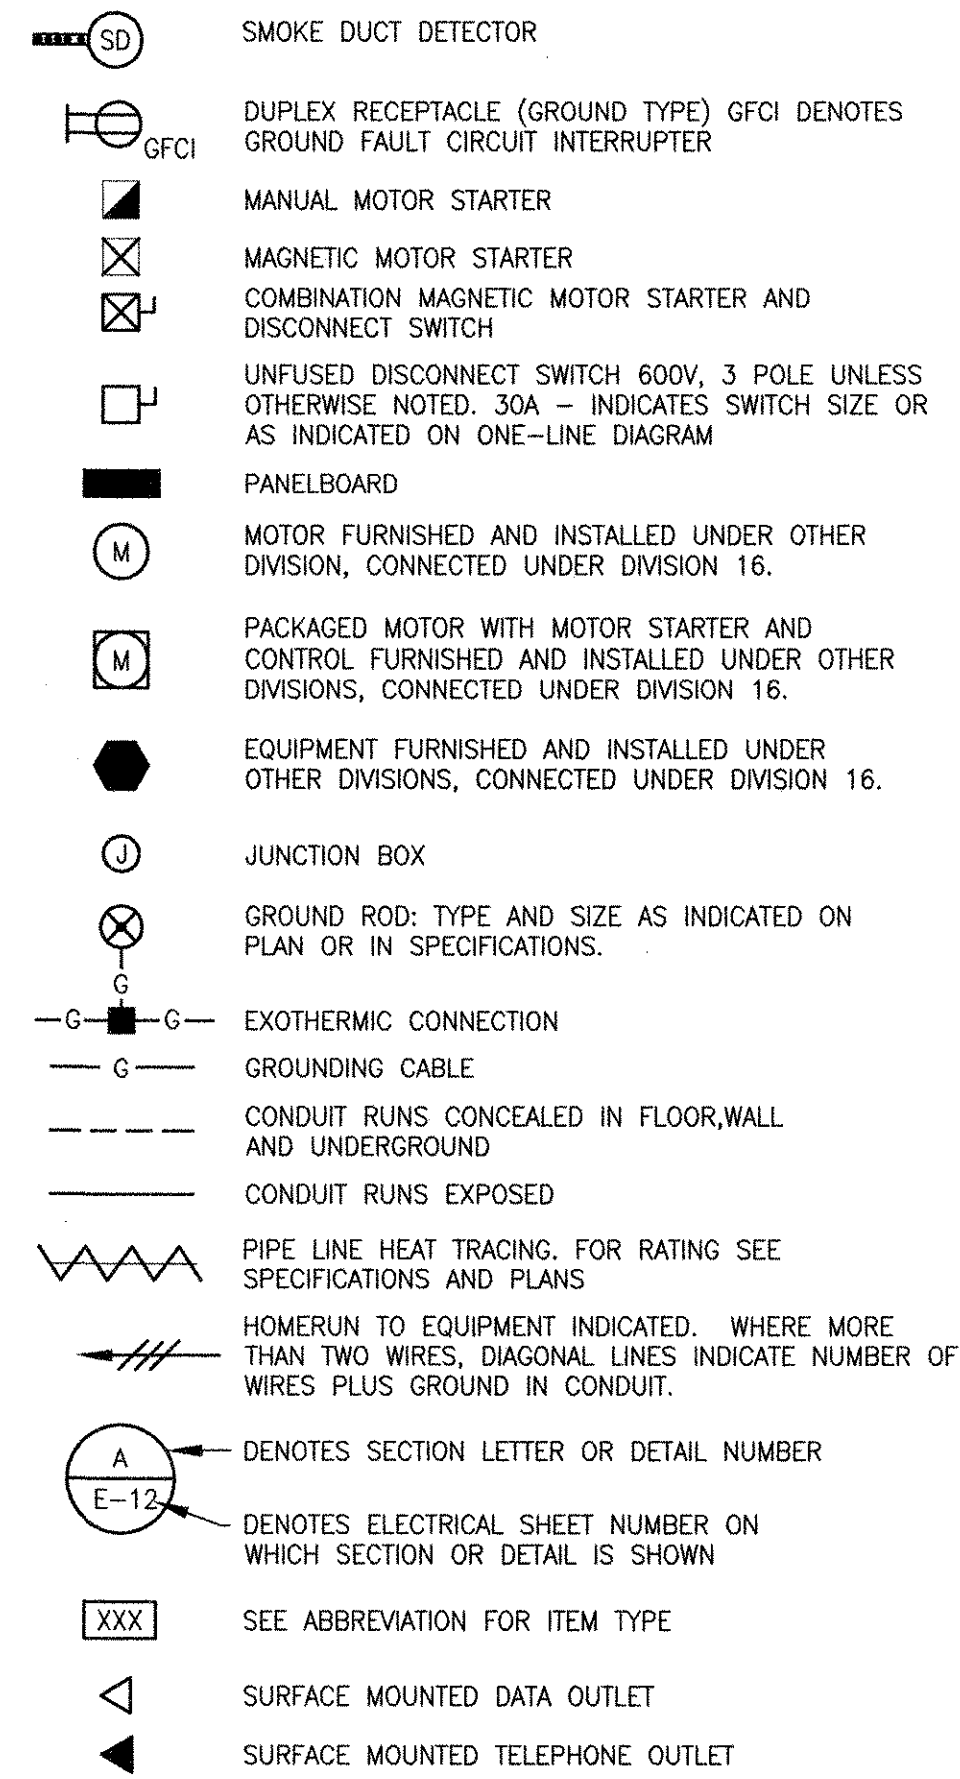 SD SMOKE DUCT DETECTOR
DUPLEX RECEPTACLE (GROUND TYPE) GFCI DENOTES
GFCI GROUND FAULT CIRCUIT INTERRUPTER
MANUAL MOTOR STARTER
MAGNETIC MOTOR STARTER
COMBINATION MAGNETIC MOTOR STARTER AND
DISCONNECT SWITCH
UNFUSED DISCONNECT SWITCH 600V, 3 POLE UNLESS
OTHERWISE NOTED. 30A – INDICATES SWITCH SIZE OR
AS INDICATED ON ONE–LINE DIAGRAM
PANELBOARD
M MOTOR FURNISHED AND INSTALLED UNDER OTHER
DIVISION, CONNECTED UNDER DIVISION 16.
PACKAGED MOTOR WITH MOTOR STARTER AND
M CONTROL FURNISHED AND INSTALLED UNDER OTHER
DIVISIONS, CONNECTED UNDER DIVISION 16.
EQUIPMENT FURNISHED AND INSTALLED UNDER
OTHER DIVISIONS, CONNECTED UNDER DIVISION 16.
J JUNCTION BOX
GROUND ROD: TYPE AND SIZE AS INDICATED ON
PLAN OR IN SPECIFICATIONS.
G
G G EXOTHERMIC CONNECTION
G GROUNDING CABLE
CONDUIT RUNS CONCEALED IN FLOOR,WALL
AND UNDERGROUND
CONDUIT RUNS EXPOSED
PIPE LINE HEAT TRACING. FOR RATING SEE
SPECIFICATIONS AND PLANS
HOMERUN TO EQUIPMENT INDICATED. WHERE MORE
THAN TWO WIRES, DIAGONAL LINES INDICATE NUMBER OF
WIRES PLUS GROUND IN CONDUIT.
A DENOTES SECTION LETTER OR DETAIL NUMBER
E–12
DENOTES ELECTRICAL SHEET NUMBER ON
WHICH SECTION OR DETAIL IS SHOWN
XXX SEE ABBREVIATION FOR ITEM TYPE
SURFACE MOUNTED DATA OUTLET
SURFACE MOUNTED TELEPHONE OUTLET